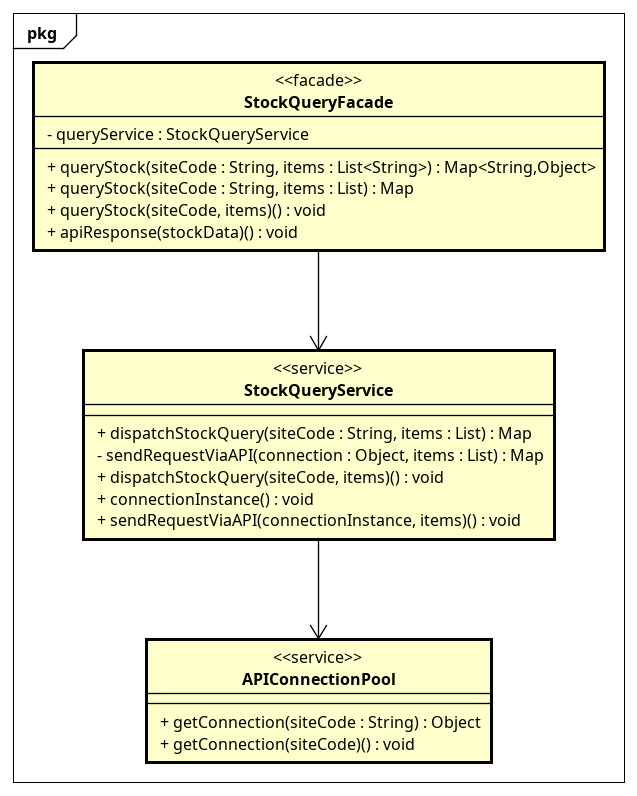 pkg
<<facade>>
StockQueryFacade
- queryService : StockQueryService
+ queryStock(siteCode : String, items : List<String>) : Map<String,Object>
+ queryStock(siteCode : String, items : List) : Map
+ queryStock(siteCode, items)() : void
+ apiResponse(stockData)() : void
<<service>>
StockQueryService
+ dispatchStockQuery(siteCode : String, items : List) : Map
- sendRequestViaAPI(connection : Object, items : List) : Map
+ dispatchStockQuery(siteCode, items)() : void
+ connectionInstance() : void
+ sendRequestViaAPI(connectionInstance, items)() : void
<<service>>
APIConnectionPool
+ getConnection(siteCode : String) : Object
+ getConnection(siteCode)() : void